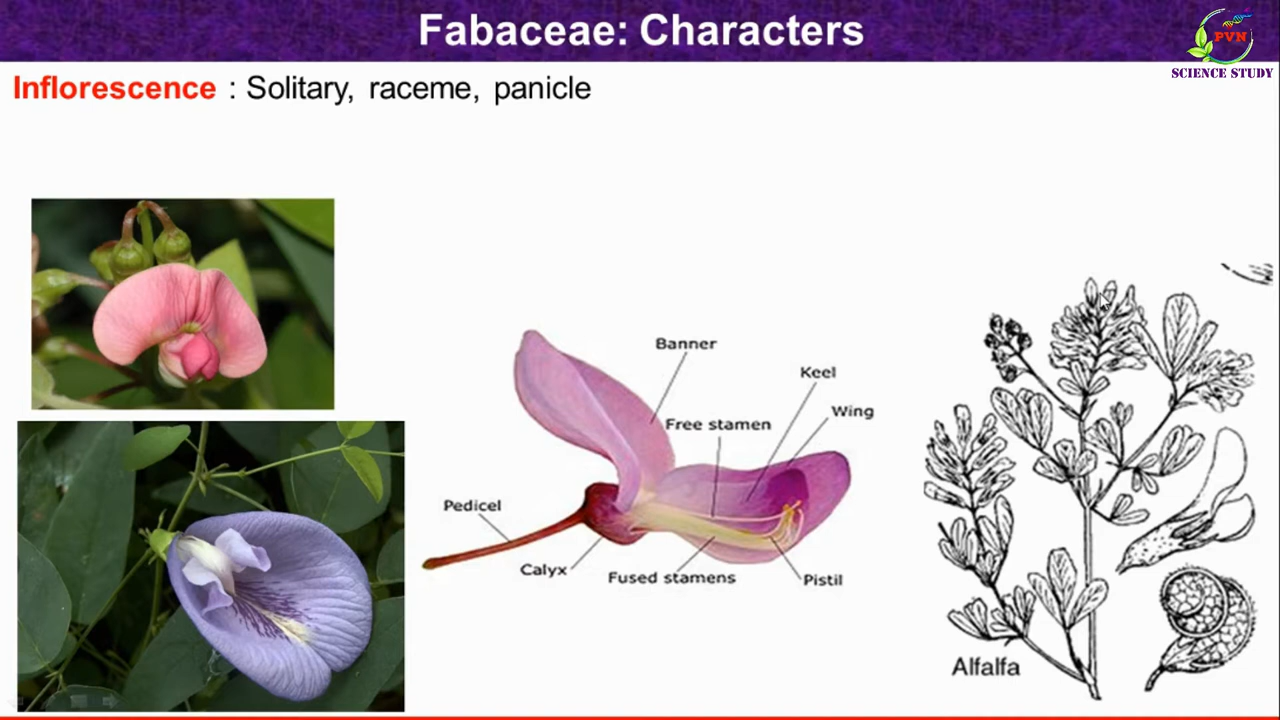 Fabaceae: Characters
PVN
SCIENCE STUDY
Inflorescence : Solitary, raceme, panicle
Banner
Keel
Wing
Free stamen
Pedicel
Calyx
Fused stamens
Pistil
Alfalfa